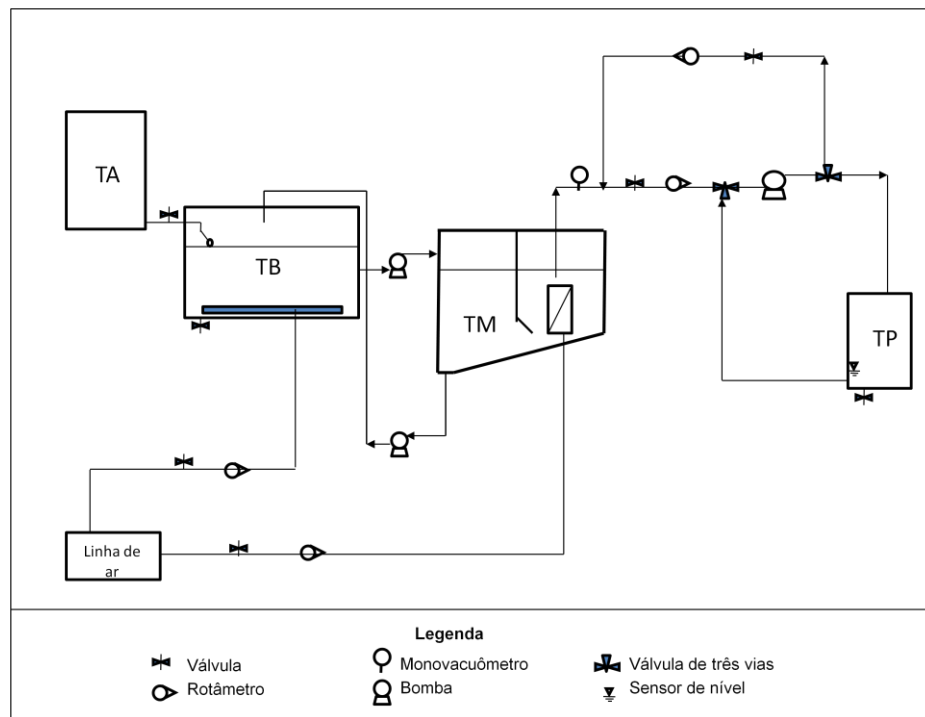 TA
TB
TM
TP
Linha de
ar
Legenda
Válvula
Monovacuômetro
Válvula de três vias
Rotâmetro
Bomba
Sensor de nível